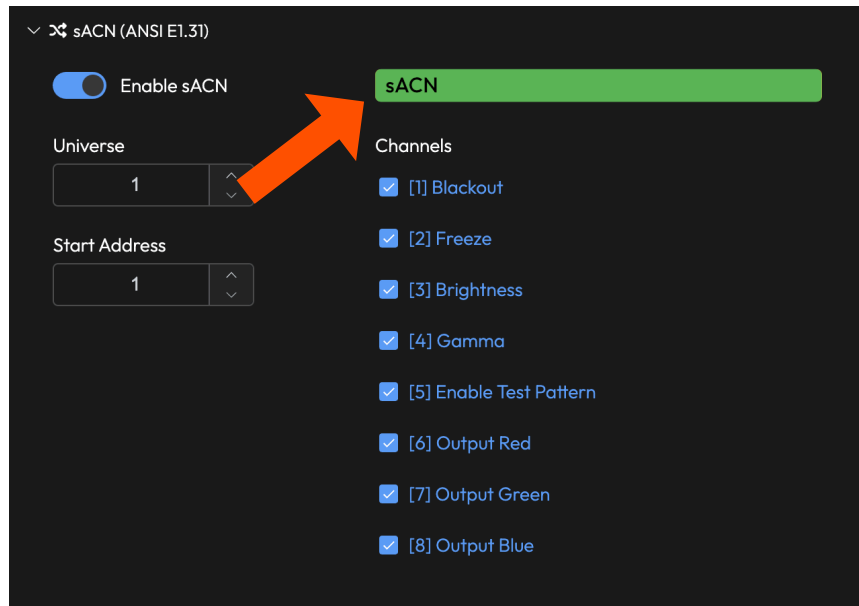 sACN (ANSI E1.31)
Enable sACN
sACN
Universe
1
Start Address
1
Channels
[1] Blackout
[2] Freeze
[3] Brightness
[4] Gamma
[5] Enable Test Pattern
[6] Output Red
[7] Output Green
[8] Output Blue